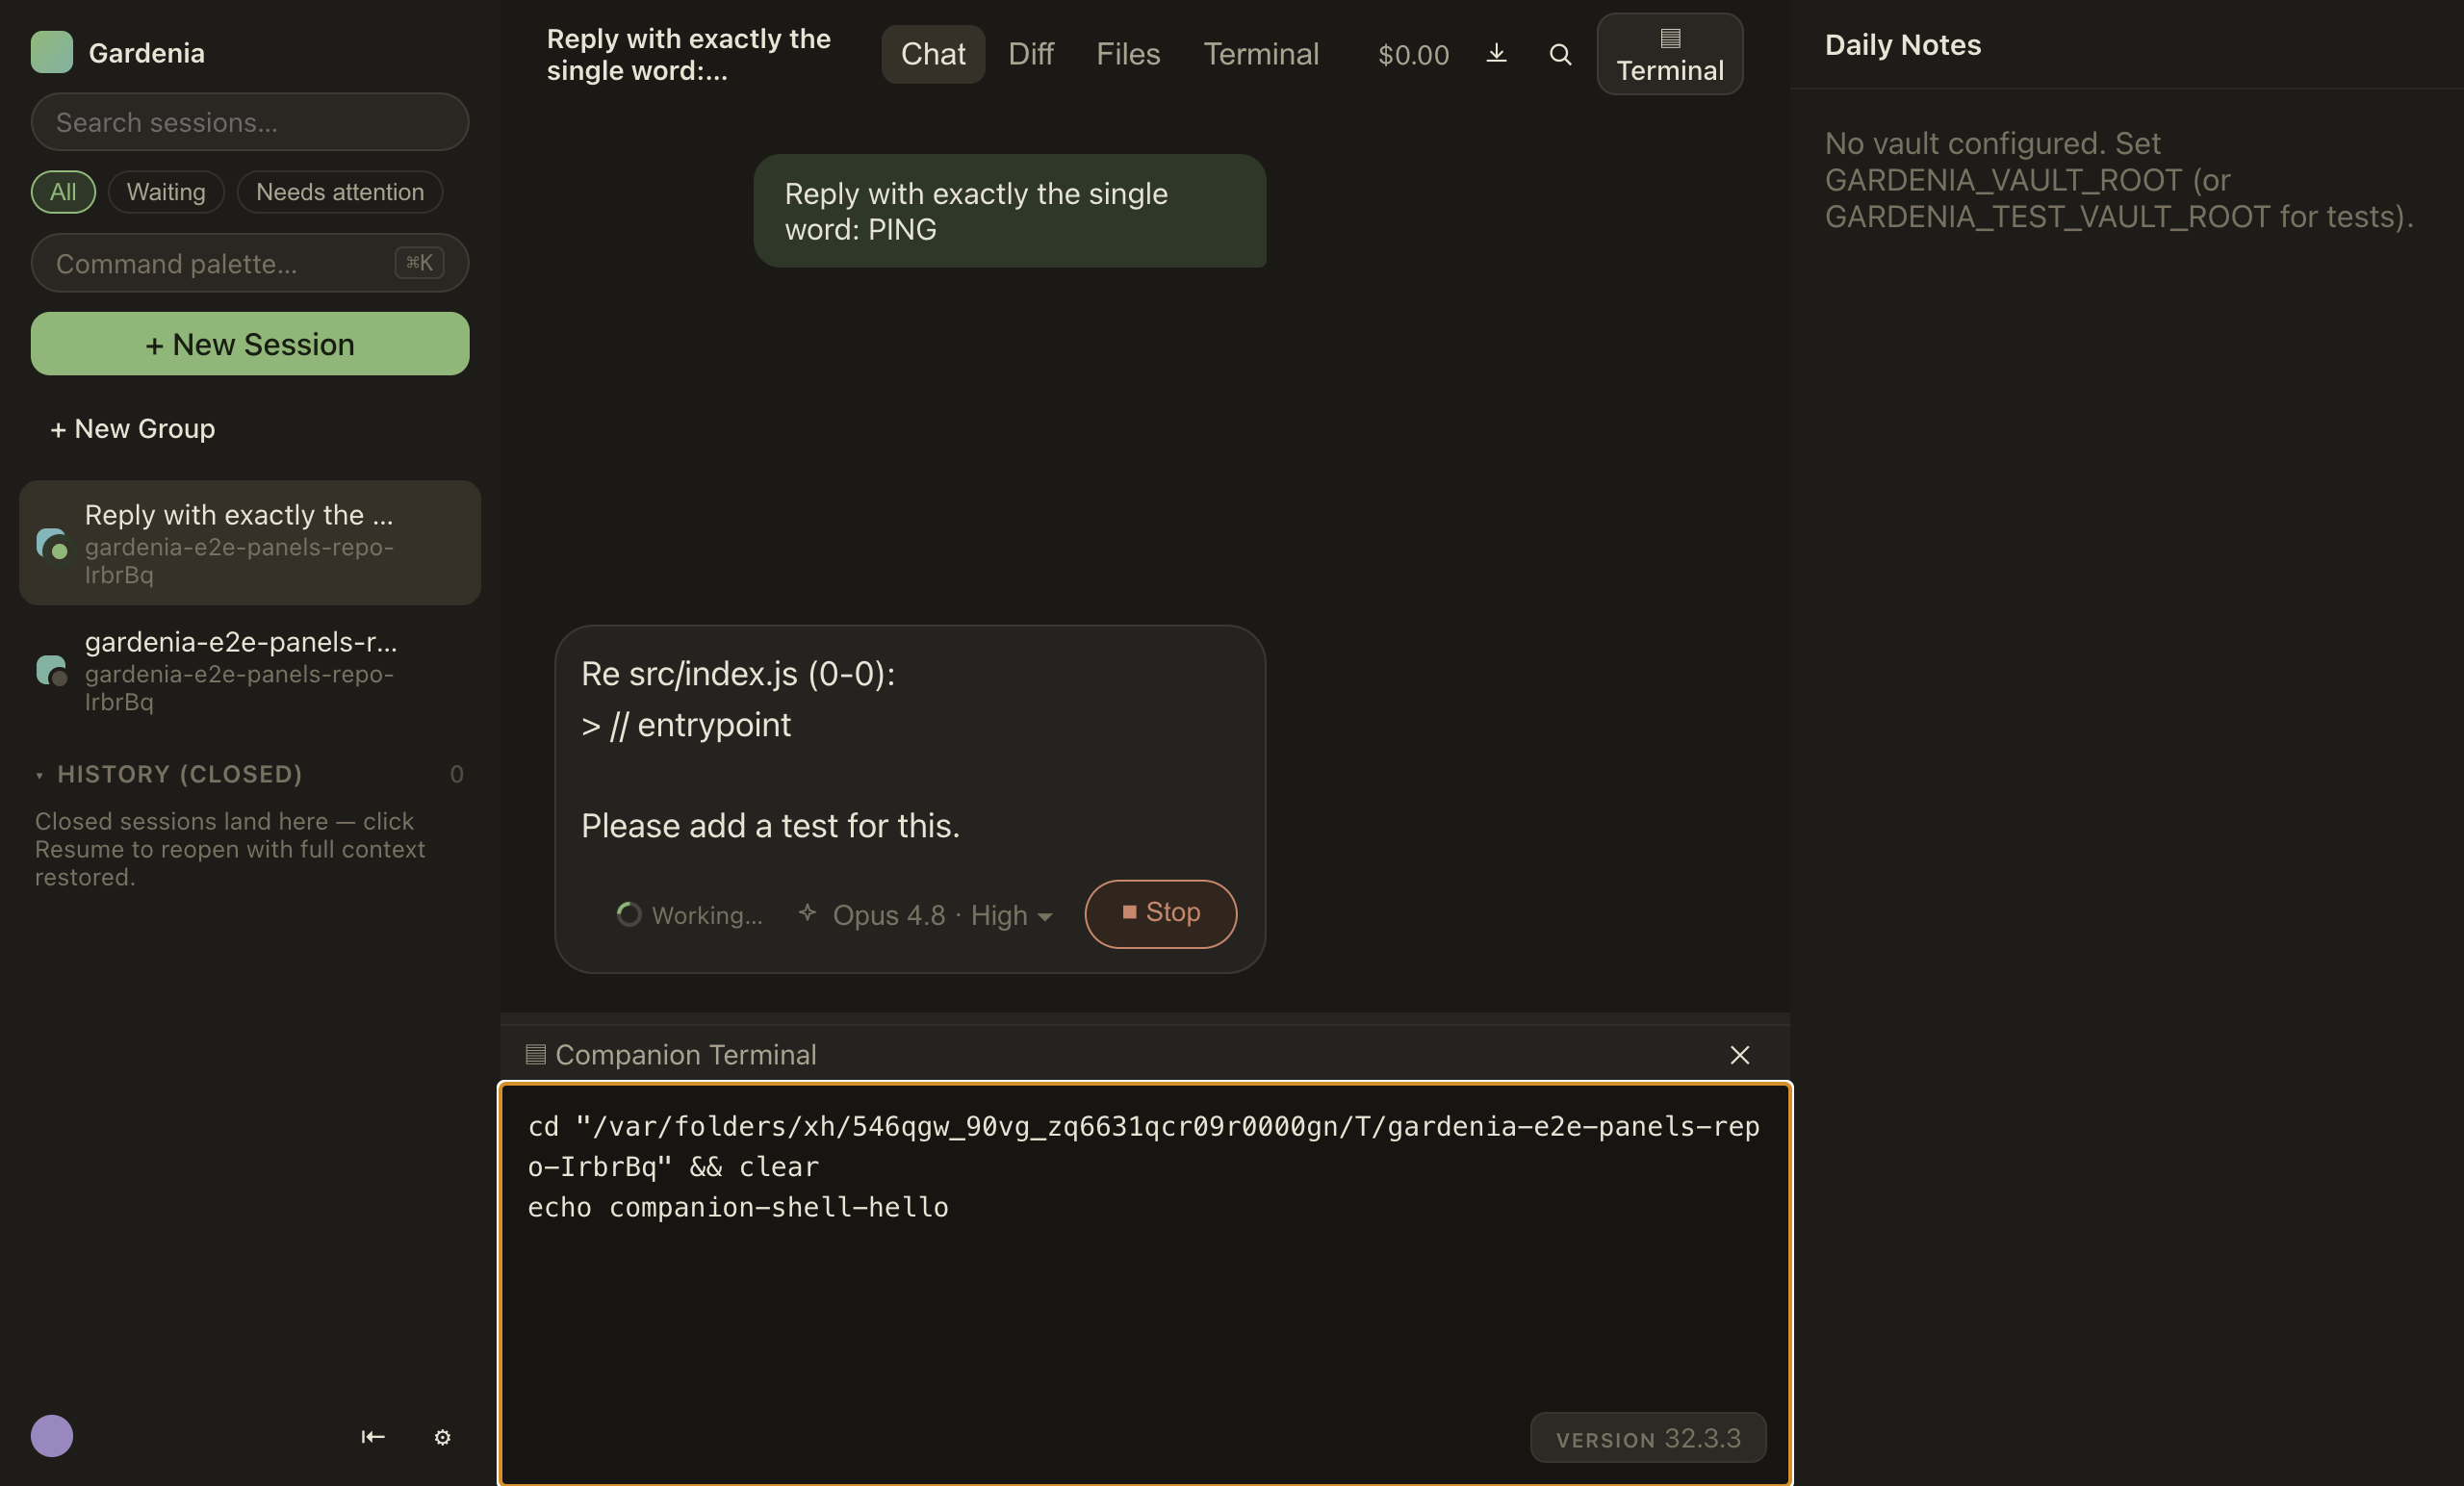 Gardenia
Search sessions...
All
Waiting
Needs attention
Command palette...
⌘K
+ New Session
+ New Group
Reply with exactly the ...
gardenia-e2e-panels-repo-
IrbrBq
gardenia-e2e-panels-r...
gardenia-e2e-panels-repo-
IrbrBq
HISTORY (CLOSED)
0
Closed sessions land here — click
Resume to reopen with full context
restored.
Reply with exactly the
single word:...
Chat
Diff
Files
Terminal
$0.00
Terminal
Reply with exactly the single
word: PING
Re src/index.js (0-0):
> // entrypoint
Please add a test for this.
Working...
Opus 4.8 · High
Stop
Companion Terminal
cd "/var/folders/xh/546qgw_90vg_zq6631qcr09r0000gn/T/gardenia-e2e-panels-rep
o-IrbrBq" && clear
echo companion-shell-hello
VERSION 32.3.3
Daily Notes
No vault configured. Set
GARDENIA_VAULT_ROOT (or
GARDENIA_TEST_VAULT_ROOT for tests).